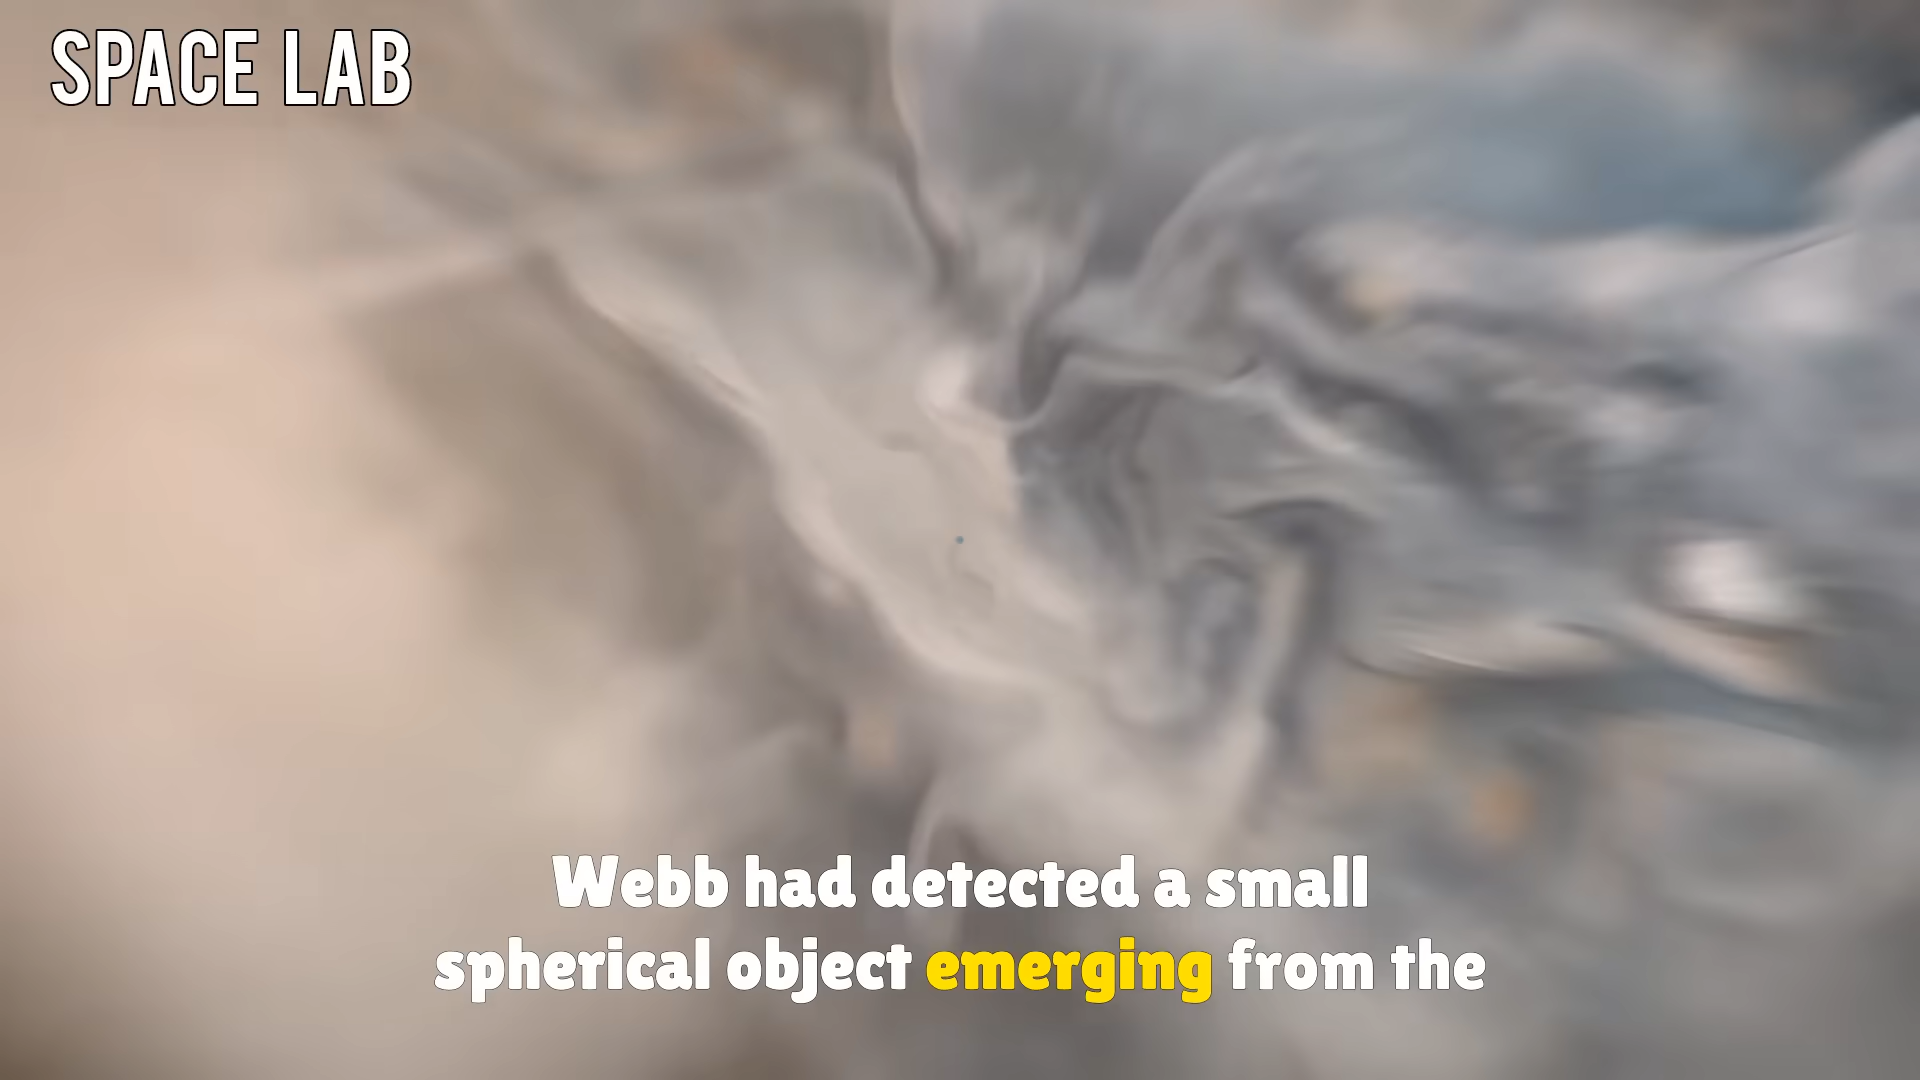 SPACE LAB
Webb had detected a small
spherical object emerging from the